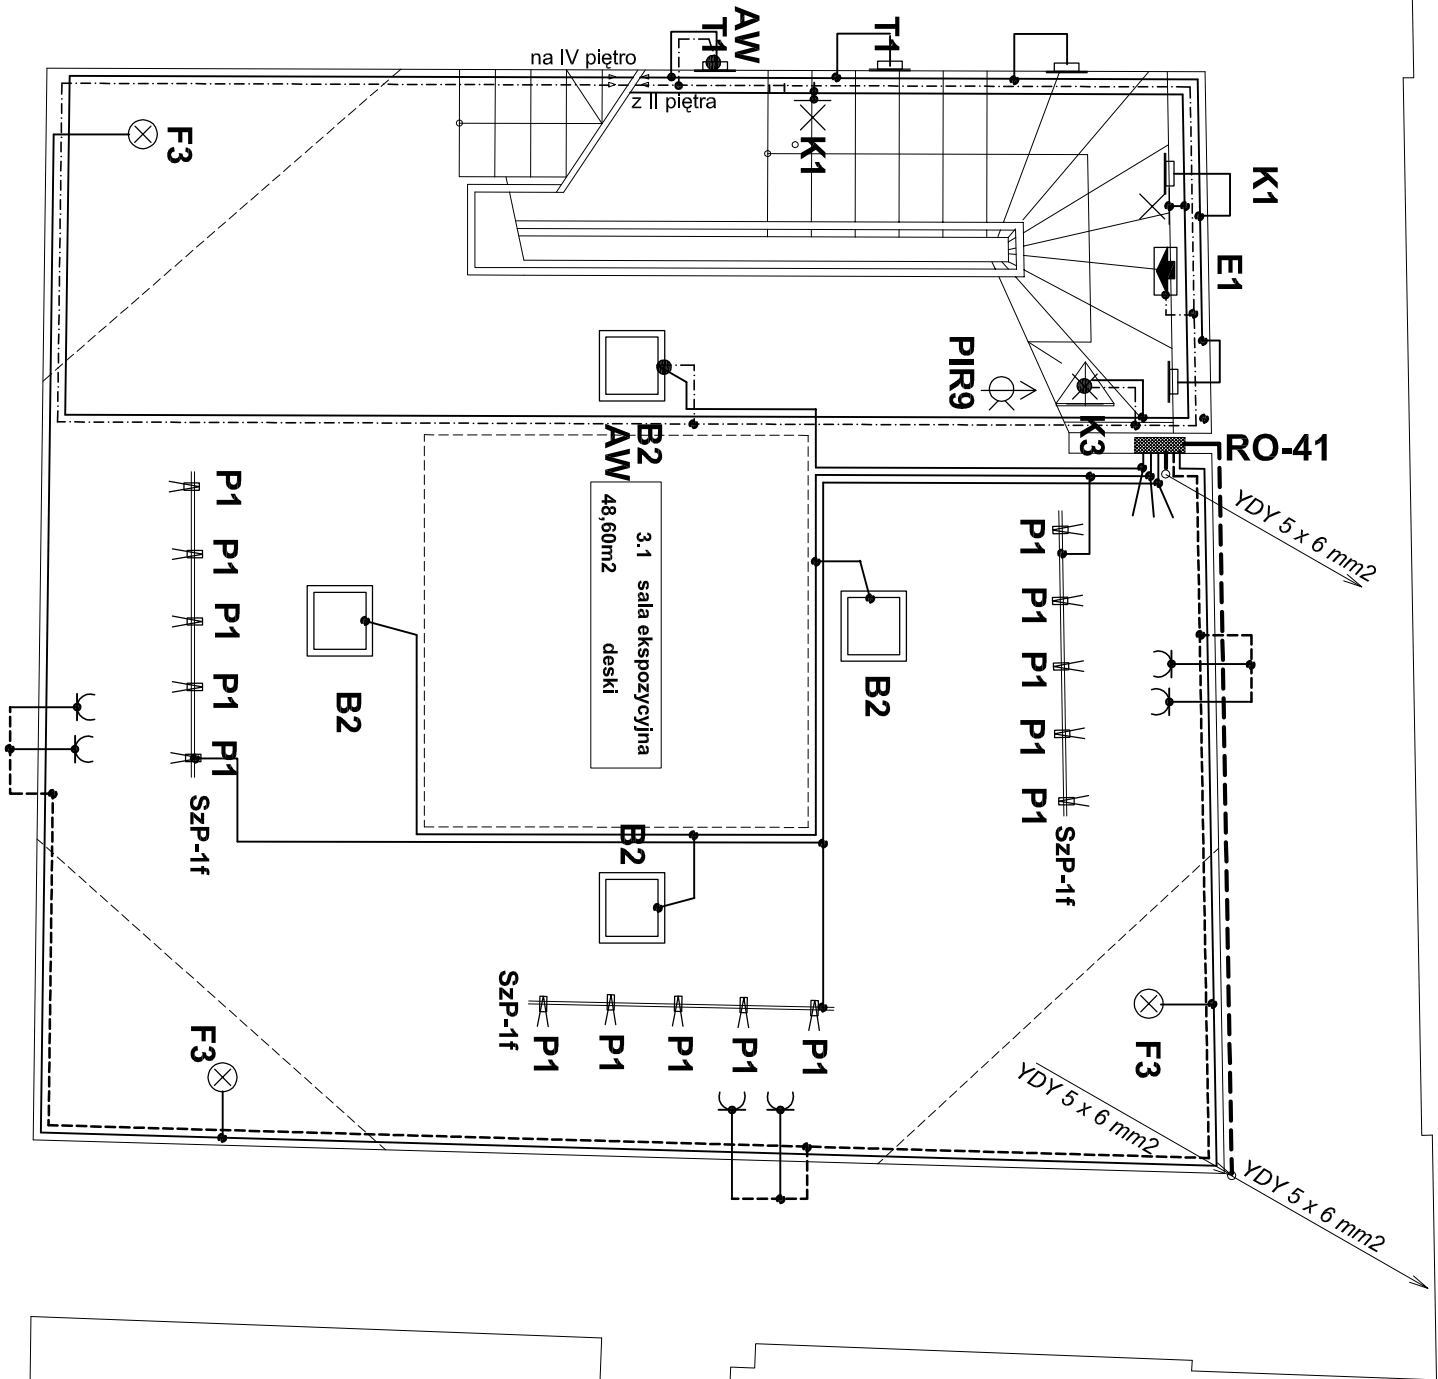 na IV piętro
z II piętra
T1
AW
T1
F3
K1
K1
E1
PIR9
K3
RO-41
YDY 5 x 6 mm2
B2
AW
3.1 sala ekspozycyjna
48,60m2 deski
P1
P1
P1
P1
P1
SzP-1f
B2
B2
P1
P1
P1
P1
P1
SzP-1f
B2
SzP-1f
P1
P1
P1
P1
P1
F3
F3
YDY 5 x 6 mm2
YDY 5 x 6 mm2